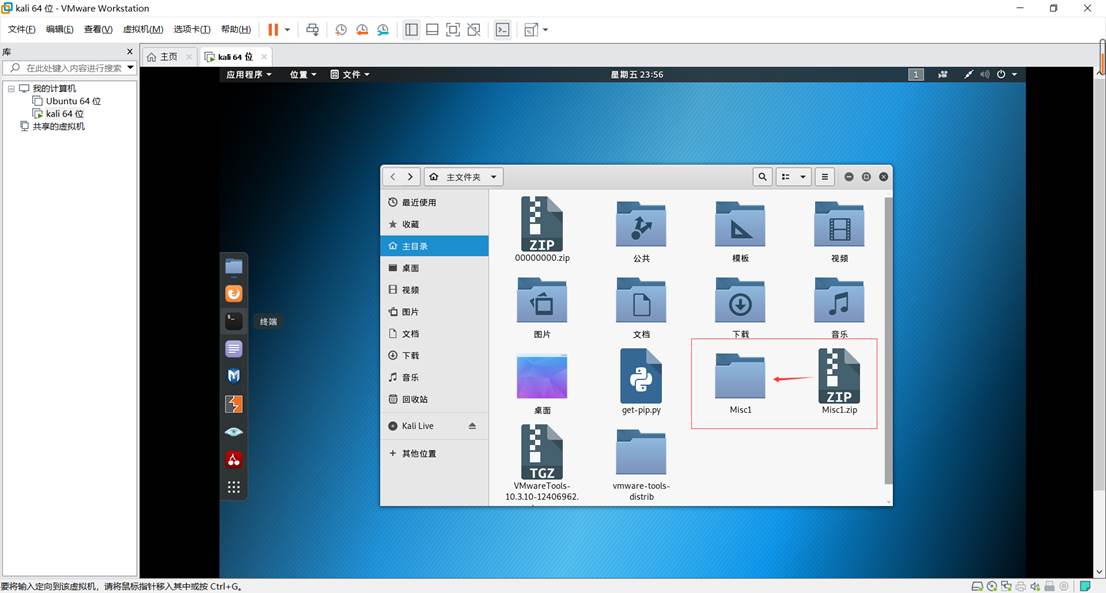 kali 64 位 - VMware Workstation
文件(F) 编辑(E) 查看(V) 虚拟机(M) 选项卡(T) 帮助(H)
库
在此处键入内容进行搜索
我的计算机
Ubuntu 64 位
kali 64 位
共享的虚拟机
主页
kali 64 位
应用程序 位置 文件
星期五 23:56
1
终端
主文件夹
最近使用
收藏
主目录
桌面
视频
图片
文档
下载
音乐
回收站
Kali Live
其他位置
ZIP
00000000.zip 公共 模板 视频
图片 文档 下载 音乐
ZIP
桌面 get-pip.py Misc1 Misc1.zip
TGZ
VMwareTools- vmware-tools-
10.3.10-12406962. distrib
要将输入定向到该虚拟机，请将鼠标指针移入其中或按 Ctrl+G。